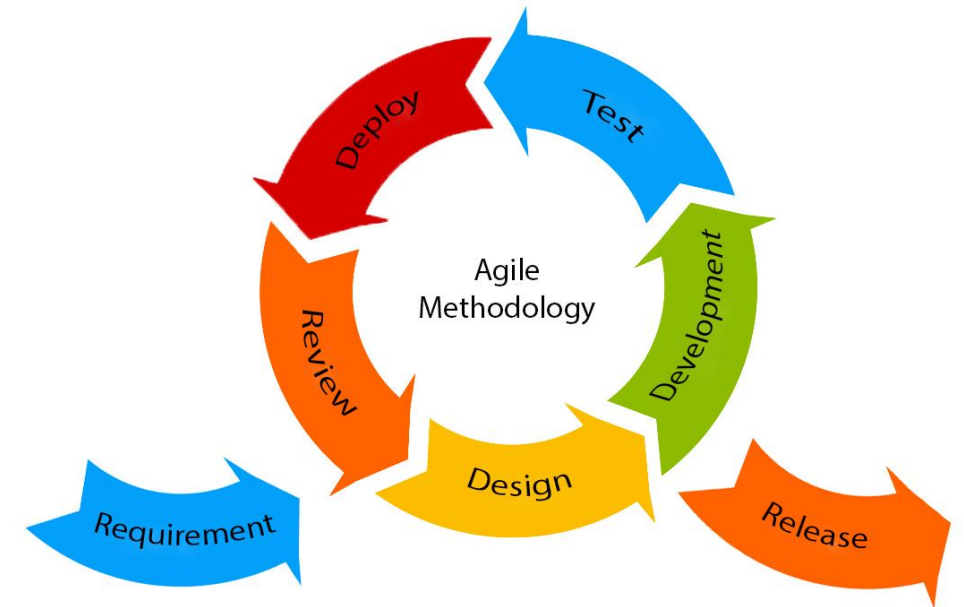 Deploy
Test
Agile
Methodology
Development
Review
Design
Requirement
Release